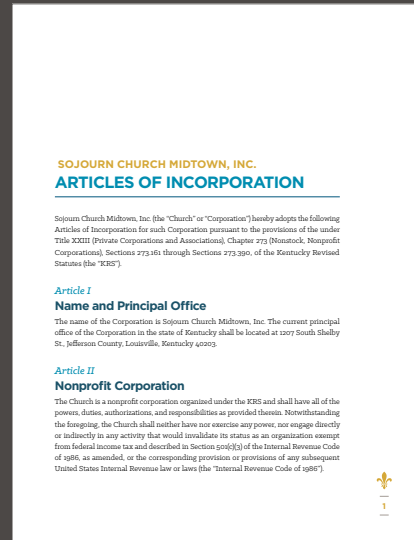 SOJOURN CHURCH MIDTOWN, INC.
ARTICLES OF INCORPORATION
Sojourn Church Midtown, Inc. (the "Church" or "Corporation") hereby adopts the following
Articles of Incorporation for such Corporation pursuant to the provisions of the under
Title XXIII (Private Corporations and Associations), Chapter 273 (Nonstock, Nonprofit
Corporations), Sections 273.161 through Sections 273.390, of the Kentucky Revised
Statutes (the "KRS").
Article I
Name and Principal Office
The name of the Corporation is Sojourn Church Midtown, Inc. The current principal
office of the Corporation in the state of Kentucky shall be located at 1207 South Shelby
St., Jefferson County, Louisville, Kentucky 40203.
Article II
Nonprofit Corporation
The Church is a nonprofit corporation organized under the KRS and shall have all of the
powers, duties, authorizations, and responsibilities as provided therein. Notwithstanding
the foregoing, the Church shall neither have nor exercise any power, nor engage directly
or indirectly in any activity that would invalidate its status as an organization exempt
from federal income tax and described in Section 501(c)(3) of the Internal Revenue Code
of 1986, as amended, or the corresponding provision or provisions of any subsequent
United States Internal Revenue law or laws (the "Internal Revenue Code of 1986").
1